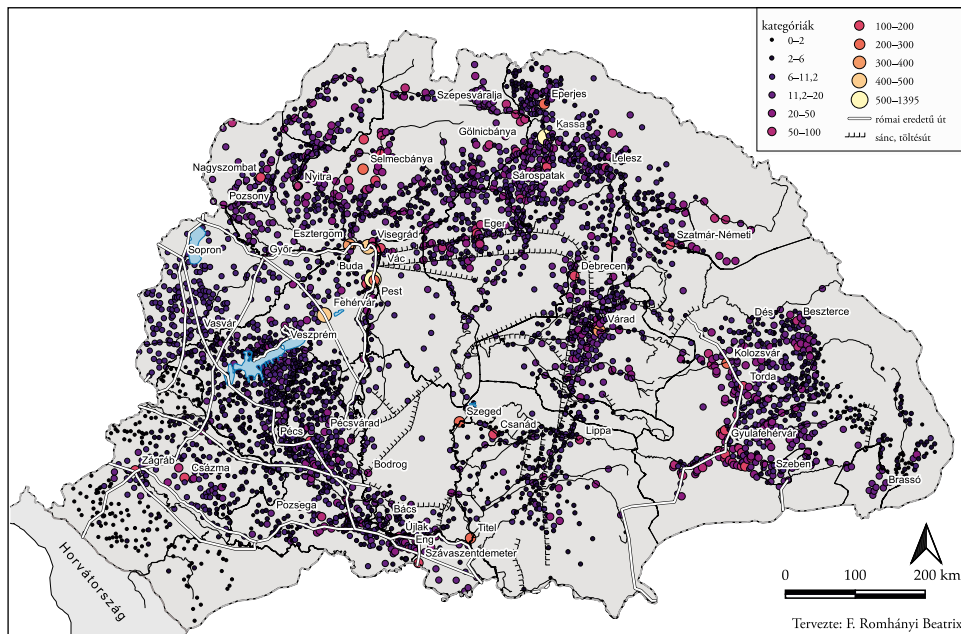 kategóriák
0–2
2–6
6–11,2
11,2–20
20–50
50–100
100–200
200–300
300–400
400–500
500–1395
római eredetű út
sánc, töltésút
Szepesváralja
Eperjes
Gölnicbánya
Kassa
Selmecbánya
Nagyszombat
Nyitra
Lelesz
Sárospatak
Pozsony
Esztergom
Visegrád
Eger
Szatmár-Németi
Sopron
Győr
Vác
Buda
Debrecen
Pest
Fehérvár
Vasvár
Várad
Dés
Beszterce
Veszprém
Kolozsvár
Torda
Szeged
Pécs
Pécsvárad
Csanád
Lippa
Gyulafehérvár
Zágráb
Csázma
Bodrog
Szeben
Brassó
Pozsega
Bács
Újlak
Titel
Eng
Szávaszentdemeter
Horvátország
0 100 200 km
Tervezte: F. Romhányi Beatrix